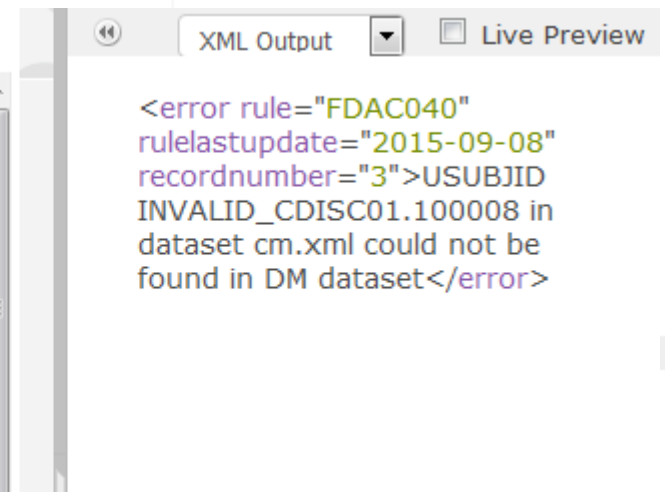 XML Output
Live Preview
<error rule="FDAC040"
rulelastupdate="2015-09-08"
recordnumber="3">USUBJID
INVALID_CDISC01.100008 in
dataset cm.xml could not be
found in DM dataset</error>